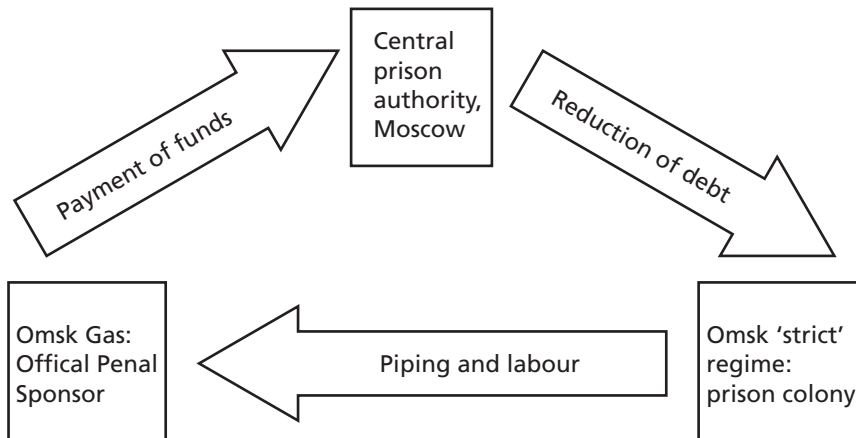 Central
prison
authority,
Moscow
Payment of funds
Reduction of debt
Omsk Gas:
Offical Penal
Sponsor
Piping and labour
Omsk ‘strict’
regime:
prison colony